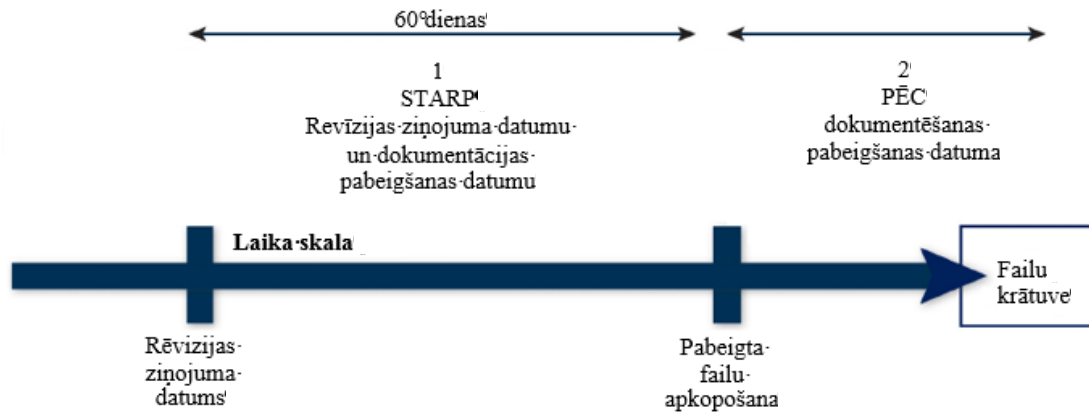 60°dienas
1
STARP
Revīzijas·ziņojuma·datumu·
un·dokumentācijas·
pabeigšanas·datumu
2
PĒC
dokumentēšanas·
pabeigšanas·datuma
Laika·skala
Failu
krātuve
Rēvizijas·
ziņojuma·
datums
Pabeigta·
failu·
apkopošana